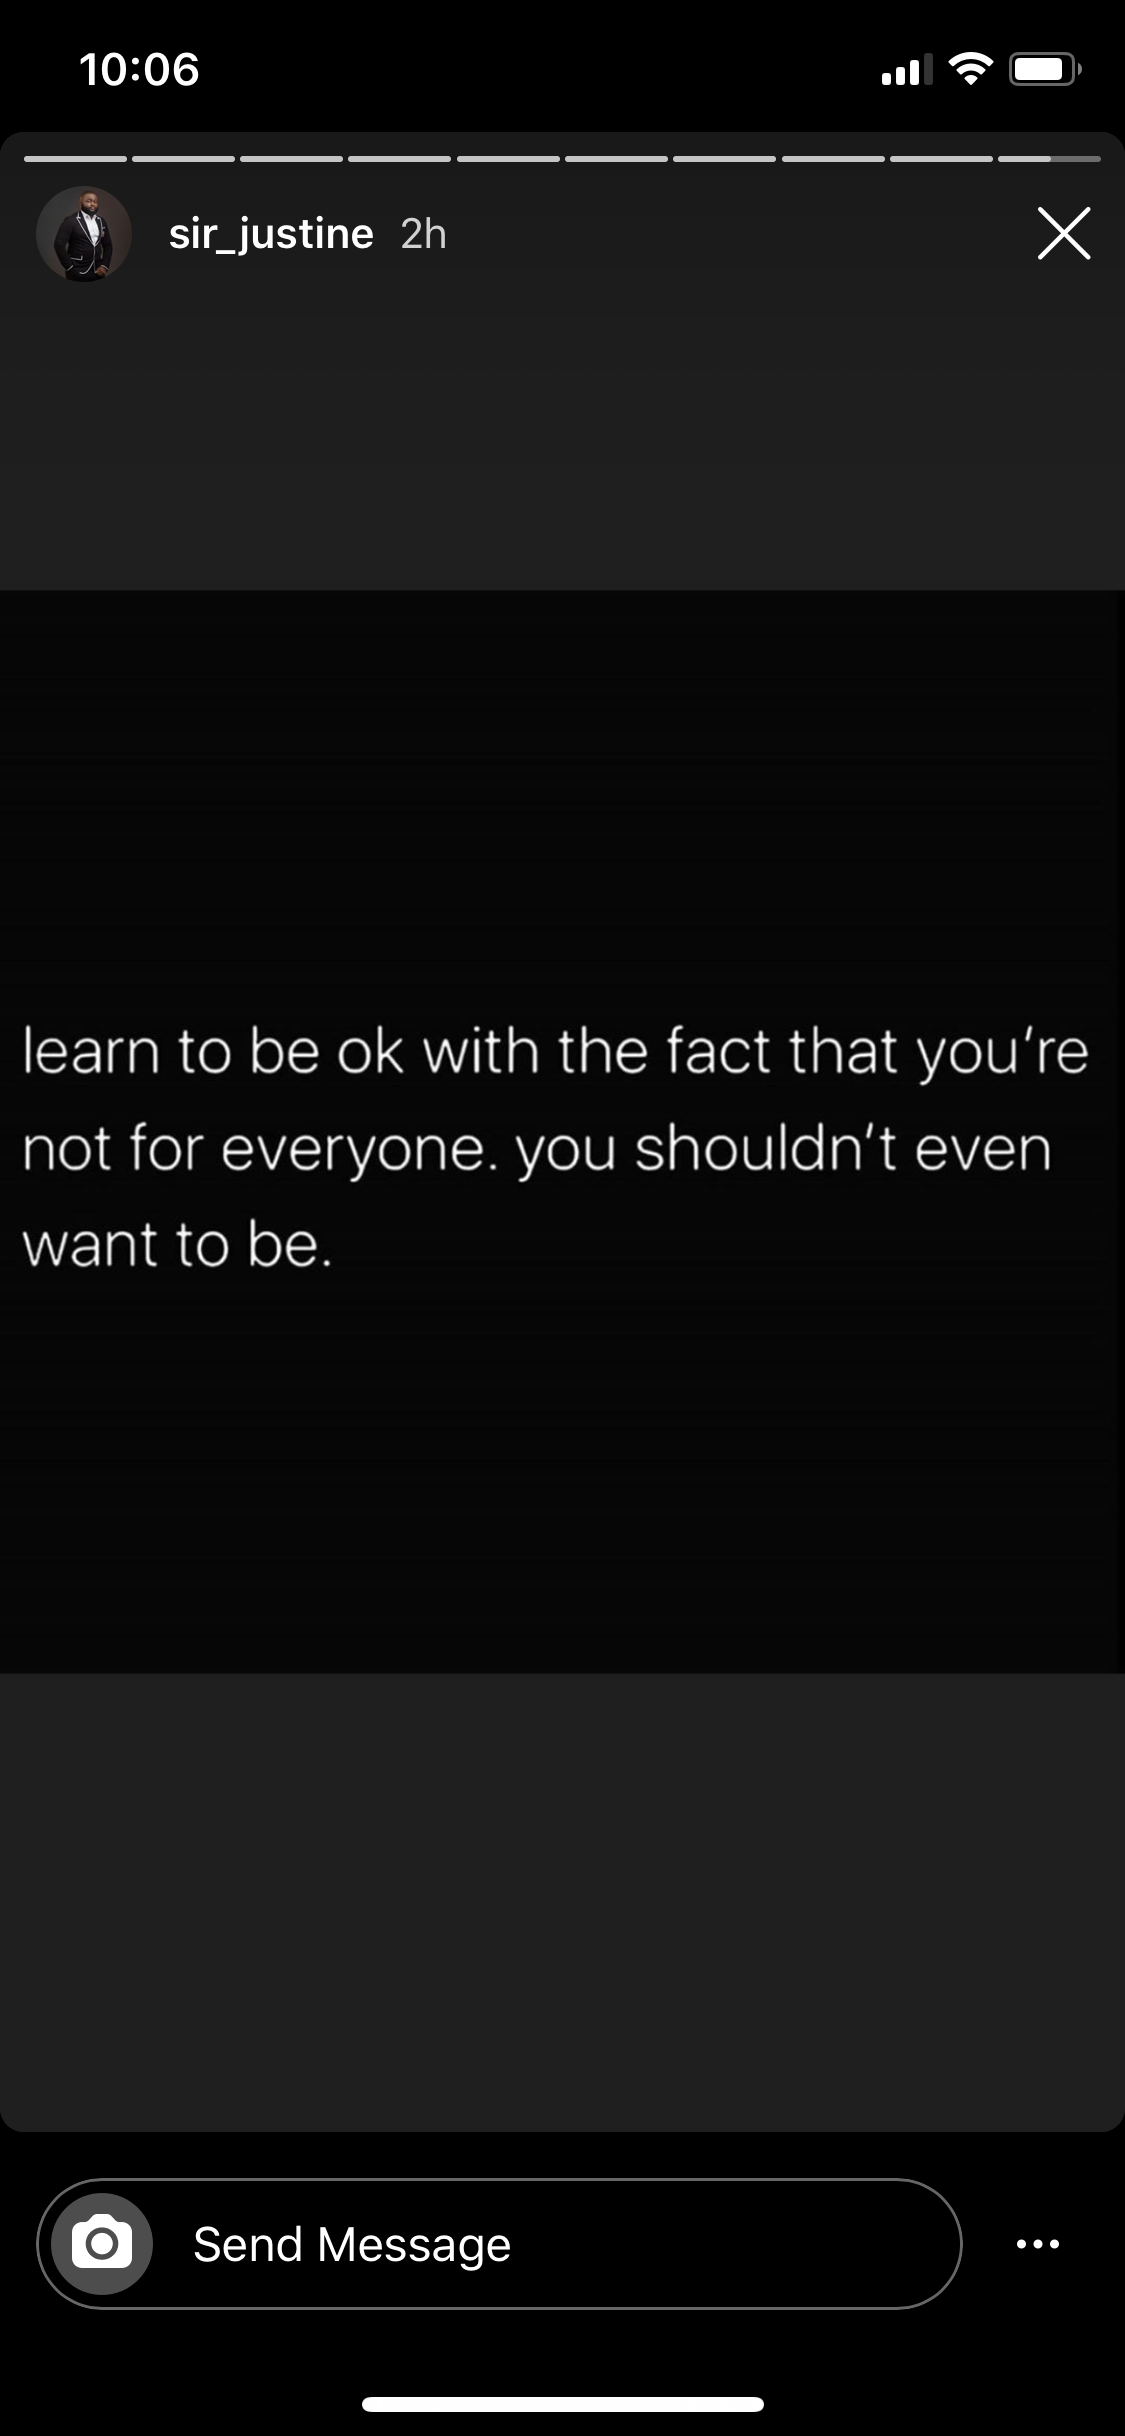 10:06
sir_justine 2h
learn to be ok with the fact that you're
not for everyone. you shouldn't even
want to be.
Send Message